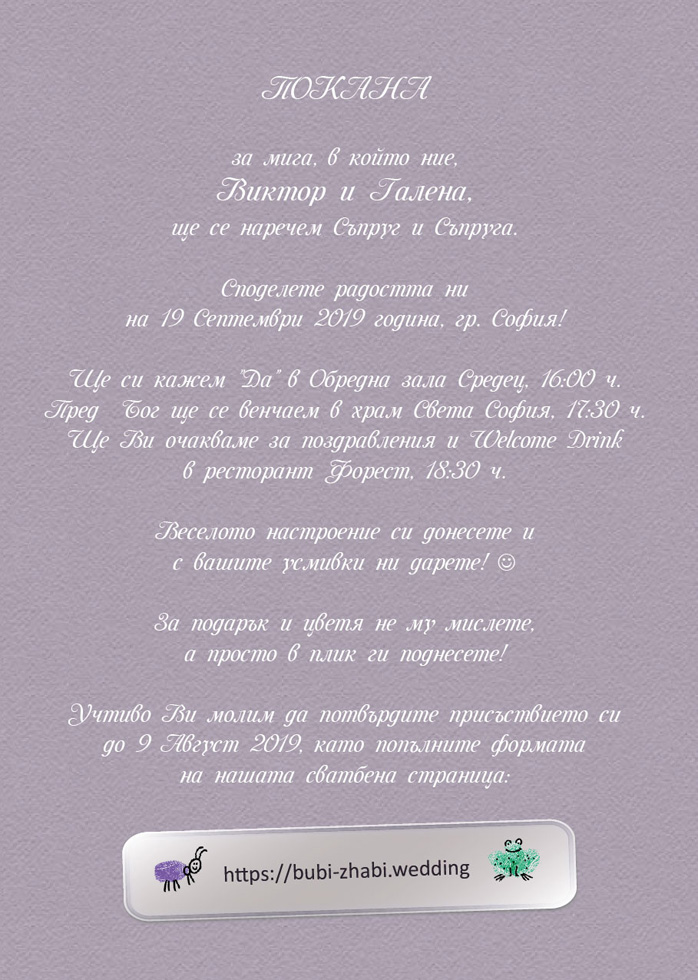 ПОКАНА
за мига, в който ние,
Виктор и Галена,
ще се наречем Съпруг и Съпруга.
Споделете радостта ни
на 19 Септември 2019 година, гр. София!
Ще си кажем "Да" в Обредна зала Средец, 16:00 ч.
Пред Бог ще се венчаем в храм Света София, 17:30 ч.
Ще Ви очакваме за поздравления и Welcome Drink
в ресторант Форест, 18:30 ч.
Веселото настроение си донесете и
с вашите усмивки ни дарете! ☺
За подарък и цветя не му мислете,
а просто в плик ги поднесете!
Учтиво Ви молим да потвърдите присъствието си
до 9 Август 2019, като попълните формата
на нашата сватбена страница:
https://bubi-zhabi.wedding